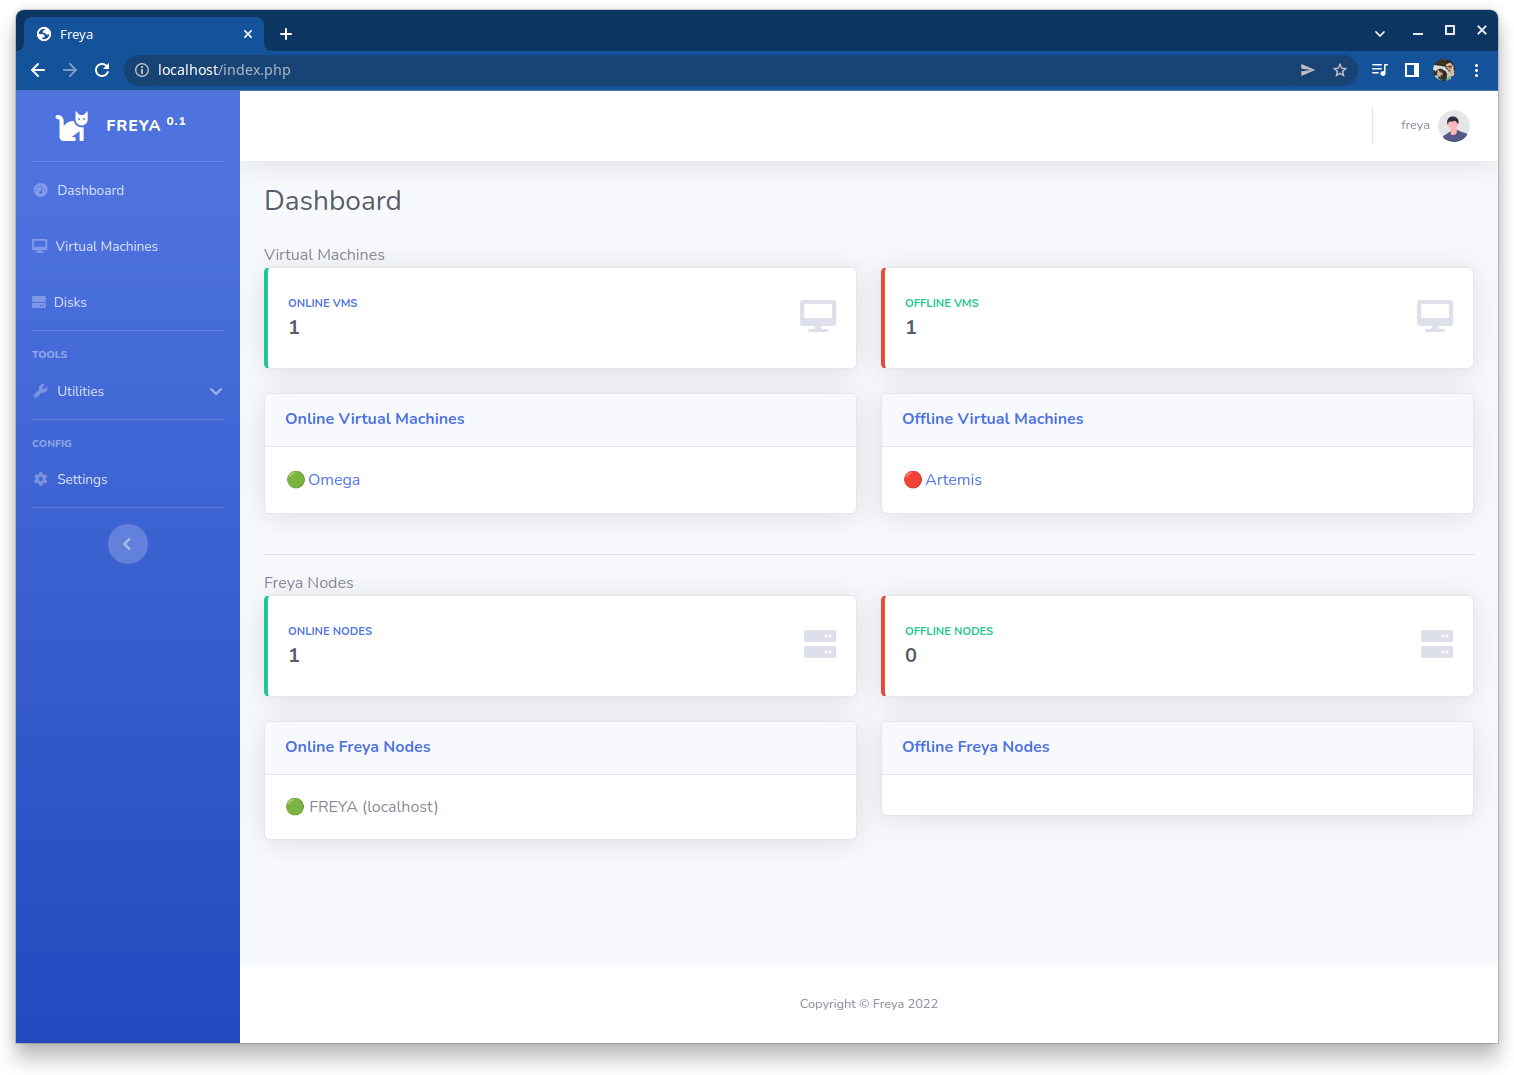 Freya
localhost/index.php
FREYA 0.1
freya
Dashboard
Virtual Machines
Disks
TOOLS
Utilities
CONFIG
Settings
Dashboard
Virtual Machines
ONLINE VMS
1
OFFLINE VMS
1
Online Virtual Machines
Omega
Offline Virtual Machines
Artemis
Freya Nodes
ONLINE NODES
1
OFFLINE NODES
0
Online Freya Nodes
FREYA (localhost)
Offline Freya Nodes
Copyright © Freya 2022